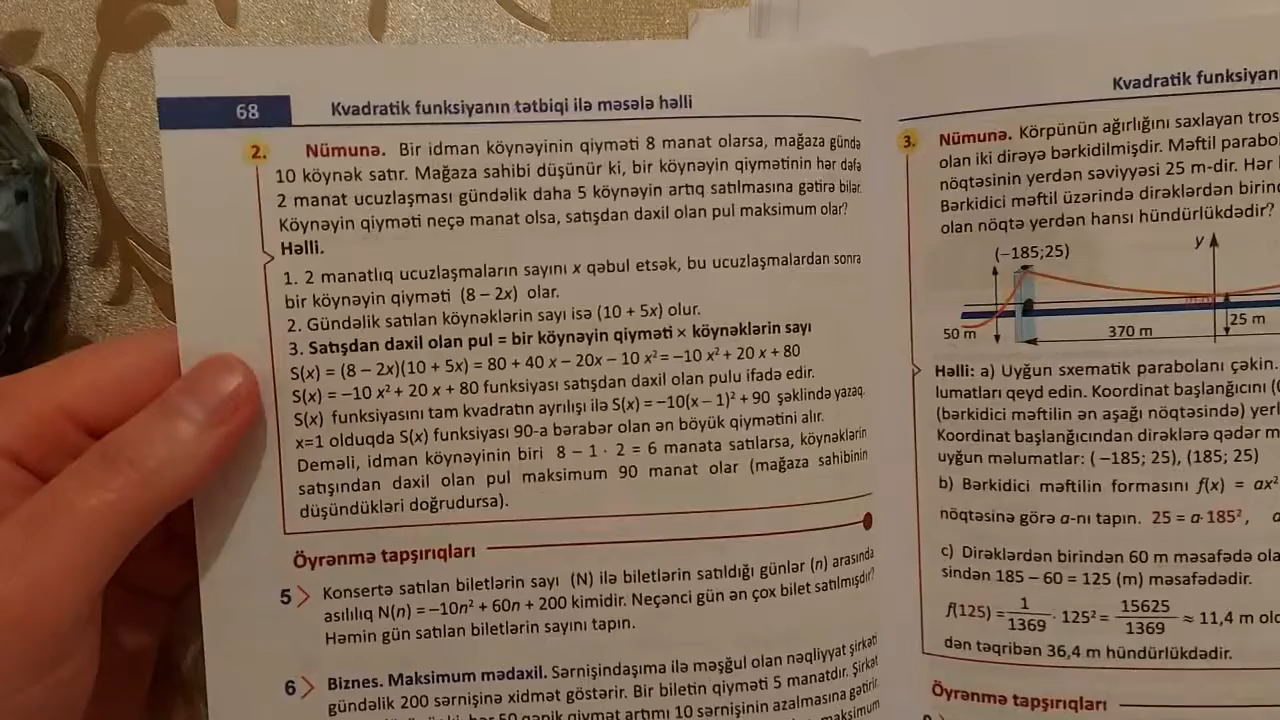 68
Kvadratik funksiyanın tətbiqi ilə məsələ həlli
2.
Nümunə. Bir idman köynəyinin qiyməti 8 manat olarsa, mağaza gündə
10 köynək satır. Mağaza sahibi düşünür ki, bir köynəyin qiymətinin hər dəfə
2 manat ucuzlaşması gündəlik daha 5 köynəyin artıq satılmasına gətirə bilər.
Köynəyin qiyməti neçə manat olsa, satışdan daxil olan pul maksimum olar?
Həlli.
1. 2 manatlıq ucuzlaşmaların sayını x qəbul etsək, bu ucuzlaşmalardan sonra
bir köynəyin qiyməti (8 – 2x) olar.
2. Gündəlik satılan köynəklərin sayı isə (10 + 5x) olur.
3. Satışdan daxil olan pul = bir köynəyin qiyməti × köynəklərin sayı
S(x) = (8 – 2x)(10 + 5x) = 80 + 40 x – 20x – 10 x² = –10 x² + 20 x + 80
S(x) = –10 x² + 20 x + 80 funksiyası satışdan daxil olan pulu ifadə edir.
S(x) funksiyasını tam kvadratın ayrılışı ilə S(x) = –10(x – 1)² + 90 şəklində yazaq.
x=1 olduqda S(x) funksiyası 90-a bərabər olan ən böyük qiymətini alır.
Deməli, idman köynəyinin biri 8 – 1 · 2 = 6 manata satılarsa, köynəklərin
satışından daxil olan pul maksimum 90 manat olar (mağaza sahibinin
düşündükləri doğrudursa).
Öyrənmə tapşırıqları
5
Konsertə satılan biletlərin sayı (N) ilə biletlərin satıldığı günlər (n) arasında
asılılıq N(n) = –10n² + 60n + 200 kimidir. Neçənci gün ən çox bilet satılmışdır?
Həmin gün satılan biletlərin sayını tapın.
6
Biznes. Maksimum mədaxil. Sərnişindaşıma ilə məşğul olan nəqliyyat şirkəti
gündəlik 200 sərnişinə xidmət göstərir. Bir biletin qiyməti 5 manatdır. Şirkət
hər 50 qəpik qiymət artımı 10 sərnişinin azalmasına gətirir.
maksimum
Kvadratik funksiyan
3.
Nümunə. Körpünün ağırlığını saxlayan tros
olan iki dirəyə bərkidilmişdir. Məftil parabo
nöqtəsinin yerdən səviyyəsi 25 m-dir. Hər
Bərkidici məftil üzərində dirəklərdən birin
olan nöqtə yerdən hansı hündürlükdədir?
(–185;25)
y
50 m
370 m
25 m
Həlli: a) Uyğun sxematik parabolanı çəkin.
lumatları qeyd edin. Koordinat başlanğıcını (
(bərkidici məftilin ən aşağı nöqtəsində) yerl
Koordinat başlanğıcından dirəklərə qədər m
uyğun məlumatlar: ( –185; 25), (185; 25)
b) Bərkidici məftilin formasını f(x) = ax²
nöqtəsinə görə a-nı tapın. 25 = a·185²,
c) Dirəklərdən birindən 60 m məsafədə ola
sindən 185 – 60 = 125 (m) məsafədədir.
f(125) = 1/1369 · 125² = 15625/1369 ≈ 11,4 m old
dən təqribən 36,4 m hündürlükdədir.
Öyrənmə tapşırıqları